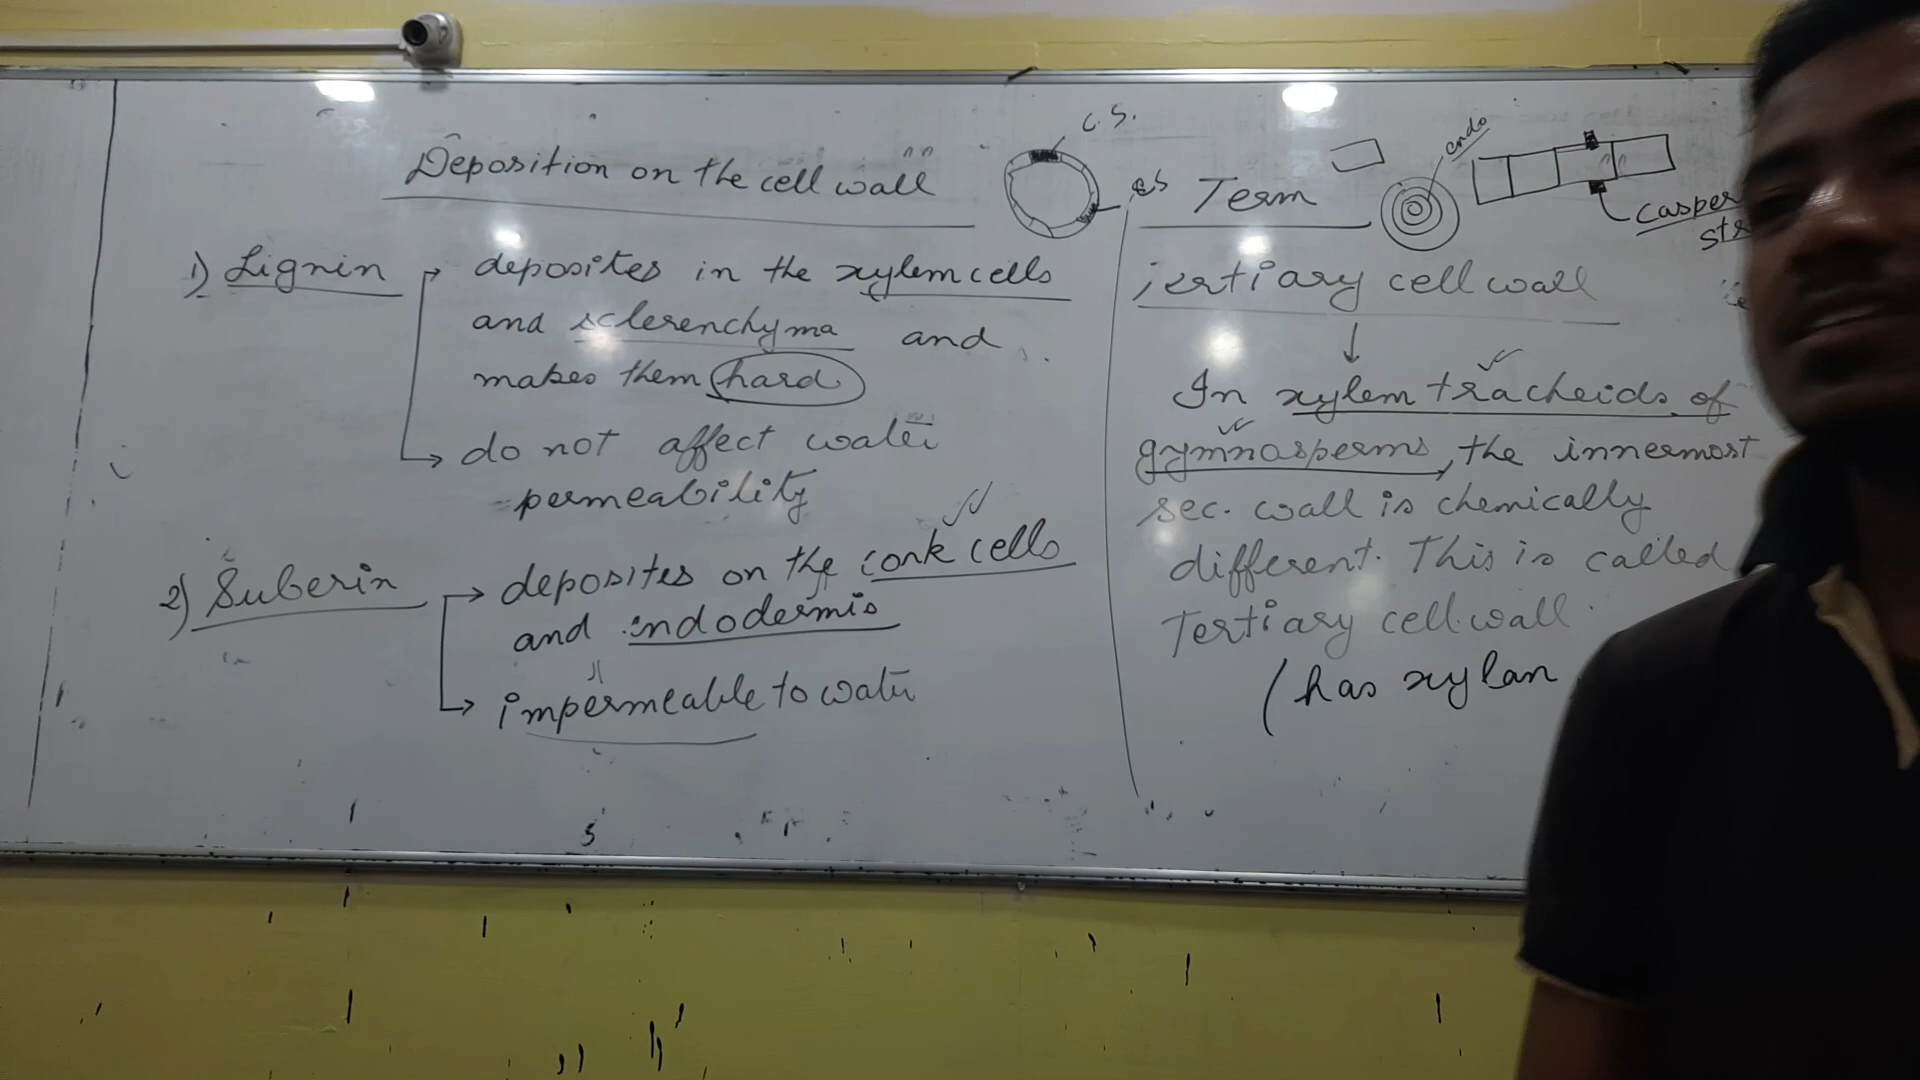 Deposition on the cell wall
C.S.
1) Lignin → deposites in the xylem cells
and sclerenchyma and
makes them hard
→ do not affect water
permeability
2) Suberin → deposites on the cork cells
and endodermis
→ impermeable to water
Term
endo
Casper
Tertiary cell wall
↓
In xylem tracheids of
gymnosperms, the innermost
sec. wall is chemically
different. This is called
Tertiary cell wall.
(has xylan